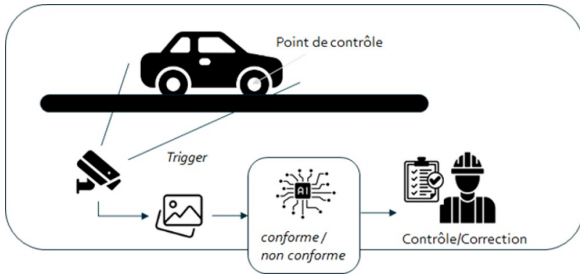 Point de contrôle
Trigger
AI
conforme /
non conforme
Contrôle/Correction